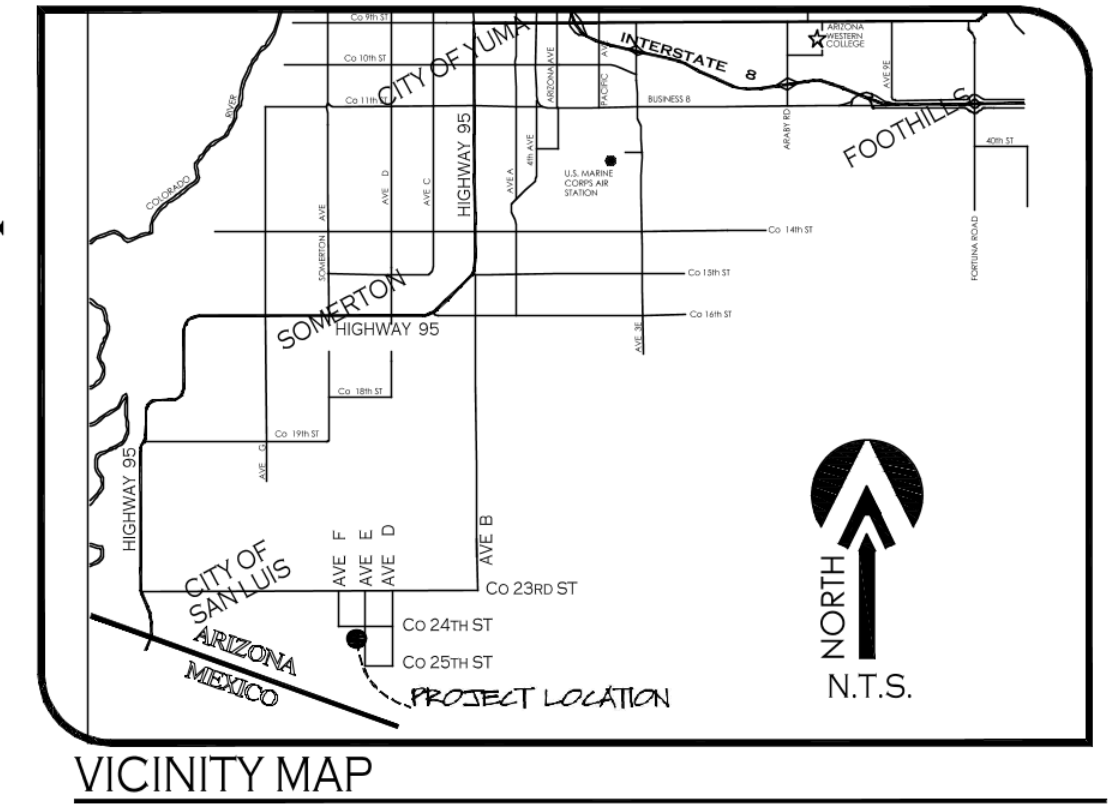 Co 9th ST
ARIZONA
WESTERN
COLLEGE
CITY OF YUMA
INTERSTATE 8
Co 10th ST
ARIZONA AVE
PACIFIC AVE
AVE 9E
RIVER
Co 11th ST
BUSINESS 8
HIGHWAY 95
4th AVE
ARABY RD
FOOTHILLS
40th ST
U.S. MARINE
CORPS AIR
STATION
COLORADO
AVE D
AVE C
AVE A
SOMERTON AVE
Co 14th ST
FORTUNA ROAD
Co 15th ST
SOMERTON
HIGHWAY 95
Co 16th ST
AVE 3E
Co 18th ST
Co 19th ST
AVE G
HIGHWAY 95
AVE F
AVE E
AVE D
AVE B
CITY OF
SAN LUIS
Co 23RD ST
Co 24TH ST
ARIZONA
MEXICO
Co 25TH ST
PROJECT LOCATION
NORTH
N.T.S.
VICINITY MAP